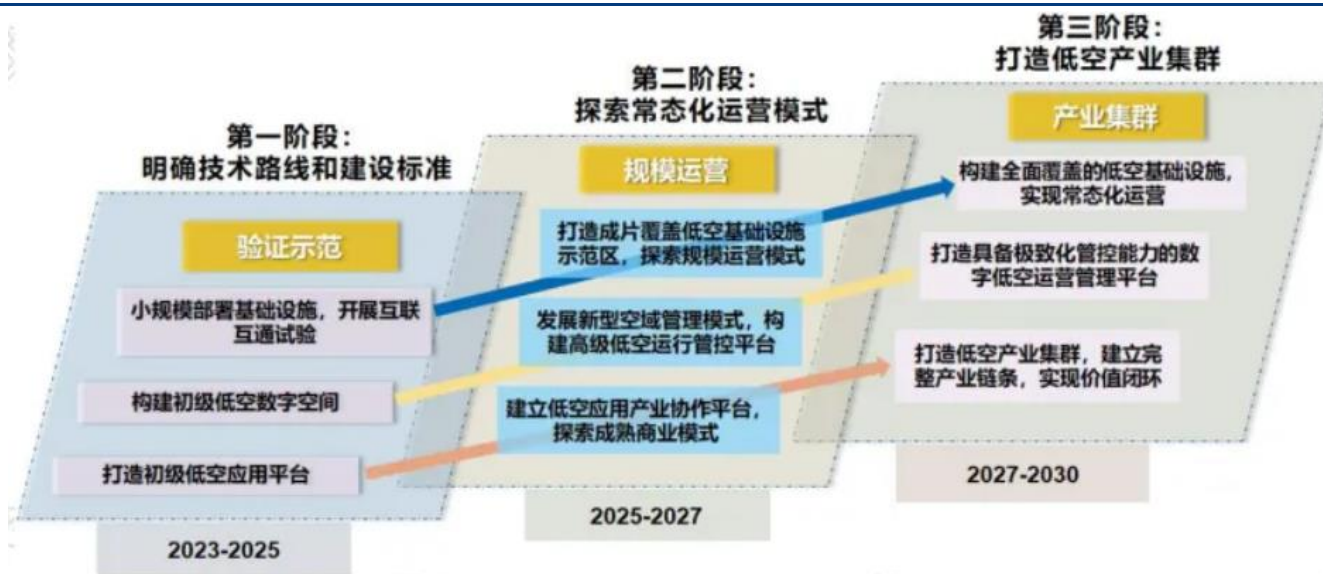 第一阶段：
明确技术路线和建设标准
验证示范
小规模部署基础设施，开展互联
互通试验
构建初级低空数字空间
打造初级低空应用平台
2023-2025
第二阶段：
探索常态化运营模式
规模运营
打造成片覆盖低空基础设施
示范区，探索规模运营模式
发展新型空域管理模式，构
建高级低空运行管控平台
建立低空应用产业协作平台，
探索成熟商业模式
2025-2027
第三阶段：
打造低空产业集群
产业集群
构建全面覆盖的低空基础设施，
实现常态化运营
打造具备极致化管控能力的数
字低空运营管理平台
打造低空产业集群，建立完
整产业链条，实现价值闭环
2027-2030